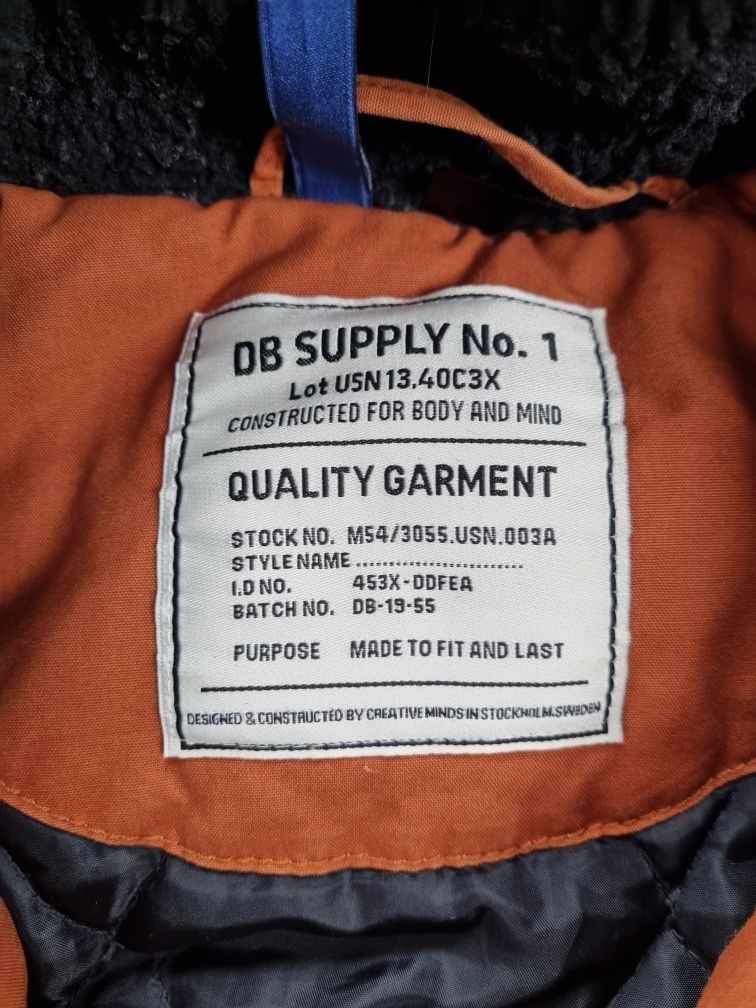 DB SUPPLY No. 1
Lot USN 13.40C3X
CONSTRUCTED FOR BODY AND MIND
QUALITY GARMENT
STOCK NO. M54/3055.USN.003A
STYLE NAME..........................
I.D NO. 453X-DDFEA
BATCH NO. DB-19-55
PURPOSE MADE TO FIT AND LAST
DESIGNED & CONSTRUCTED BY CREATIVE MINDS IN STOCKHOLM.SWEDEN